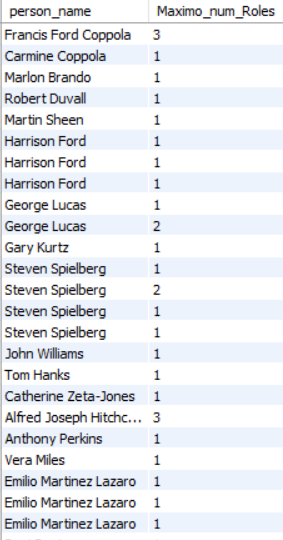 person_name Maximo_num_Roles
Francis Ford Coppola 3
Carmine Coppola 1
Marlon Brando 1
Robert Duvall 1
Martin Sheen 1
Harrison Ford 1
Harrison Ford 1
Harrison Ford 1
George Lucas 1
George Lucas 2
Gary Kurtz 1
Steven Spielberg 1
Steven Spielberg 2
Steven Spielberg 1
Steven Spielberg 1
John Williams 1
Tom Hanks 1
Catherine Zeta-Jones 1
Alfred Joseph Hitchc... 3
Anthony Perkins 1
Vera Miles 1
Emilio Martinez Lazaro 1
Emilio Martinez Lazaro 1
Emilio Martinez Lazaro 1